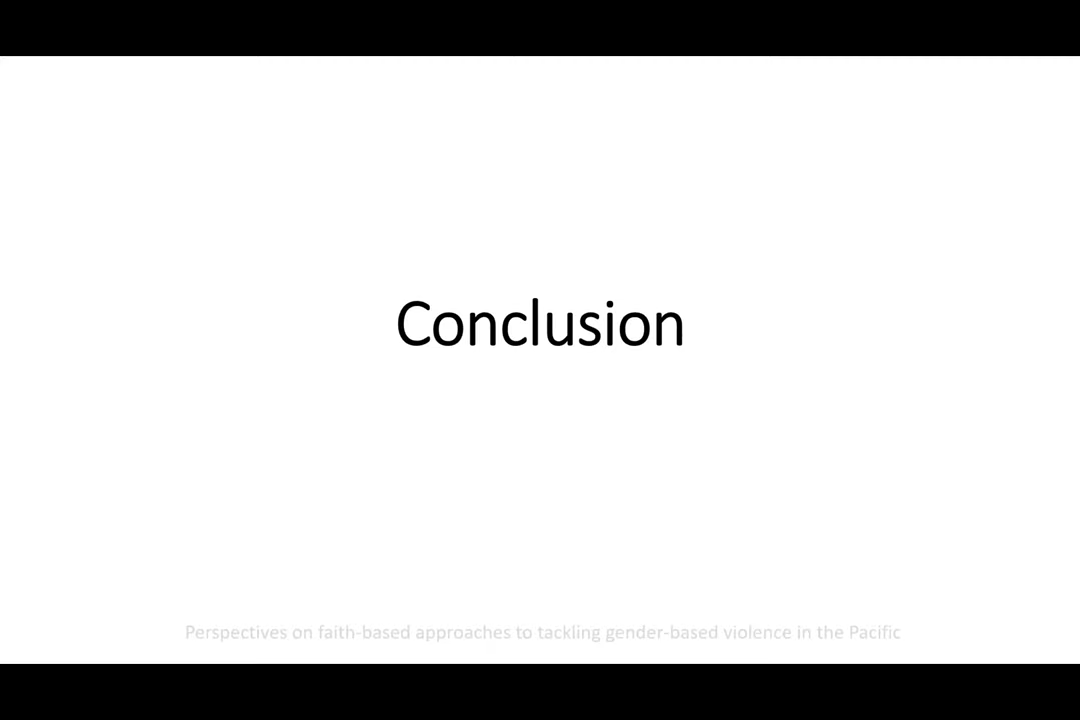 Conclusion
Perspectives on faith-based approaches to tackling gender-based violence in the Pacific